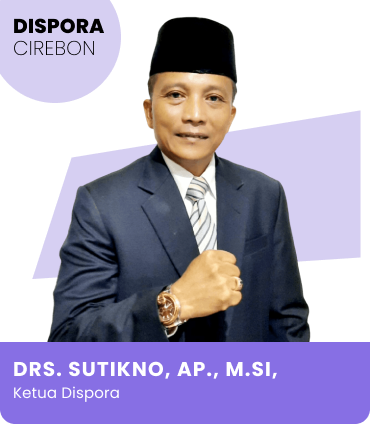 DISPORA
CIREBON
DRS. SUTIKNO, AP., M.SI,
Ketua Dispora